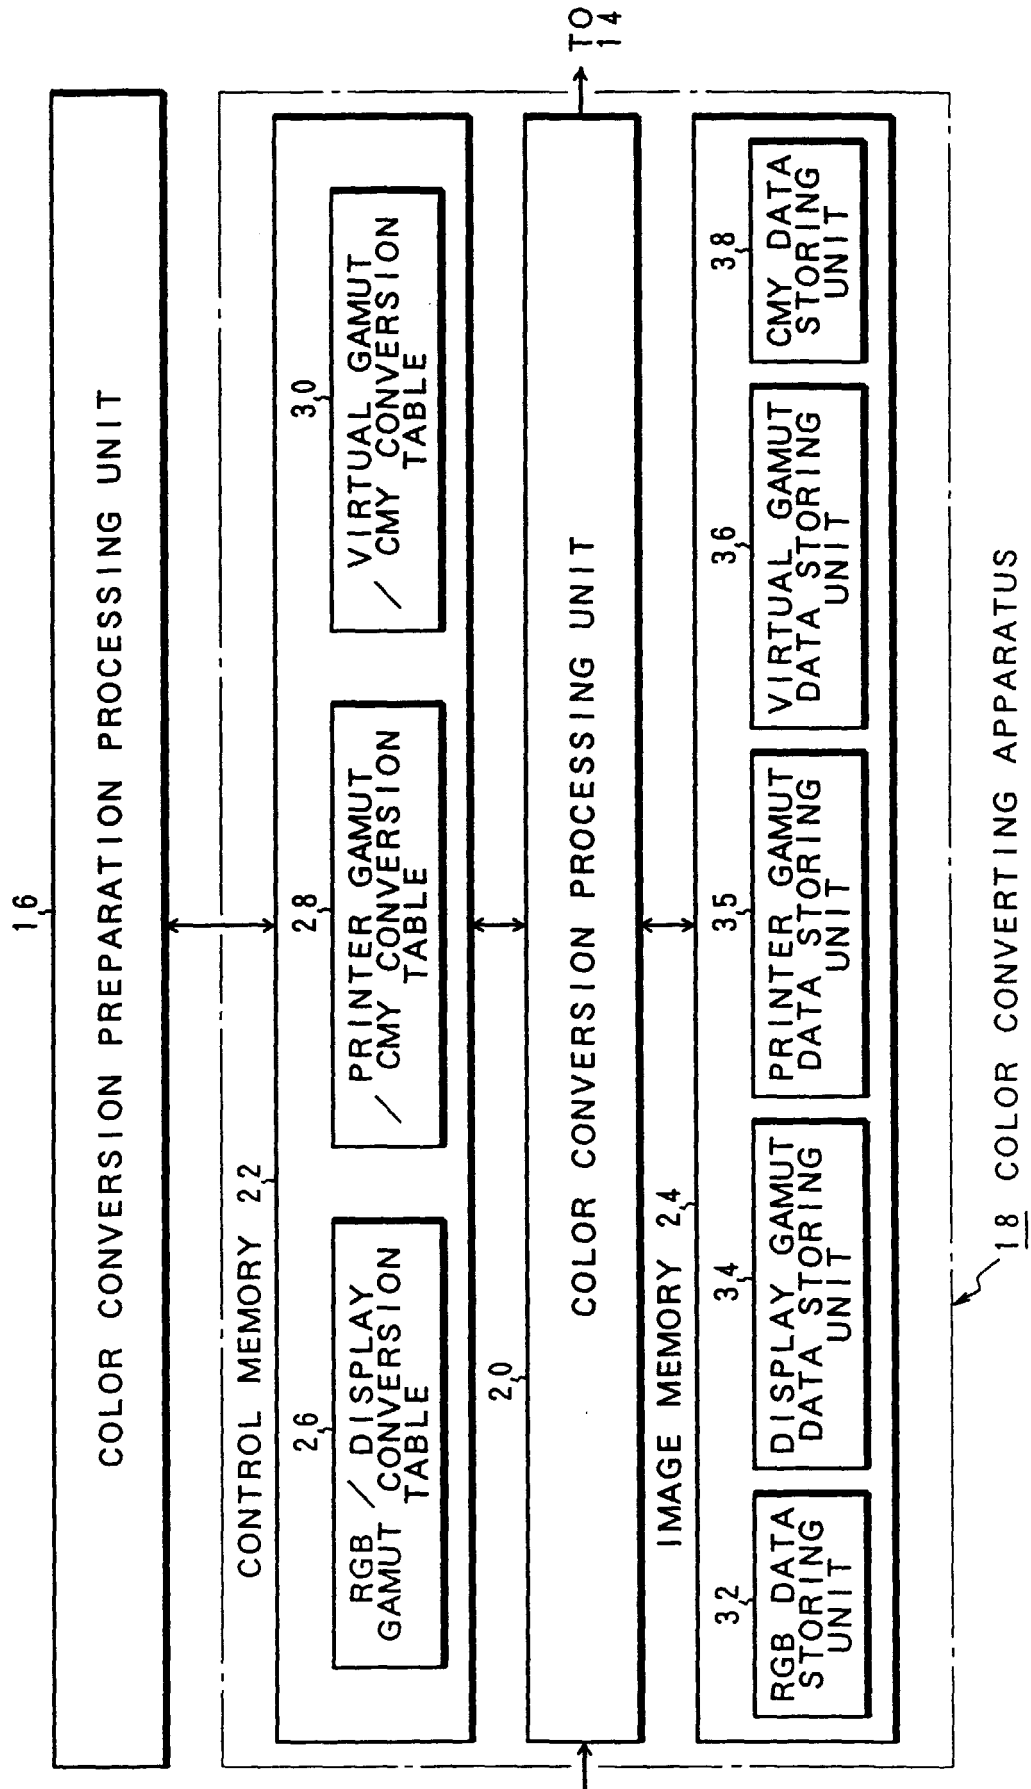 16
COLOR CONVERSION PREPARATION PROCESSING UNIT
CONTROL MEMORY 22
26
RGB / DISPLAY
GAMUT CONVERSION
TABLE
28
PRINTER GAMUT
/ CMY CONVERSION
TABLE
30
VIRTUAL GAMUT
/ CMY CONVERSION
TABLE
20
COLOR CONVERSION PROCESSING UNIT
TO
14
IMAGE MEMORY 24
32
RGB DATA
STORING
UNIT
34
DISPLAY GAMUT
DATA STORING
UNIT
35
PRINTER GAMUT
DATA STORING
UNIT
36
VIRTUAL GAMUT
DATA STORING
UNIT
38
CMY DATA
STORING
UNIT
18 COLOR CONVERTING APPARATUS